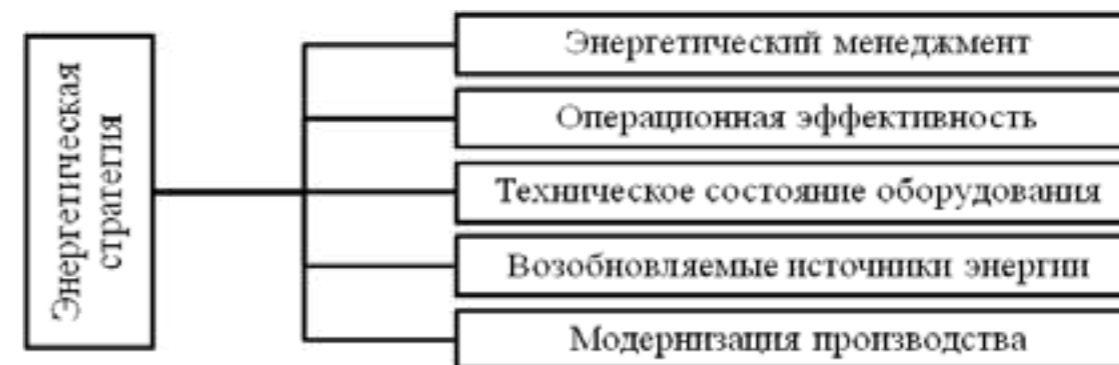 Энергетическая
стратегия
Энергетический менеджмент
Операционная эффективность
Техническое состояние оборудования
Возобновляемые источники энергии
Модернизация производства